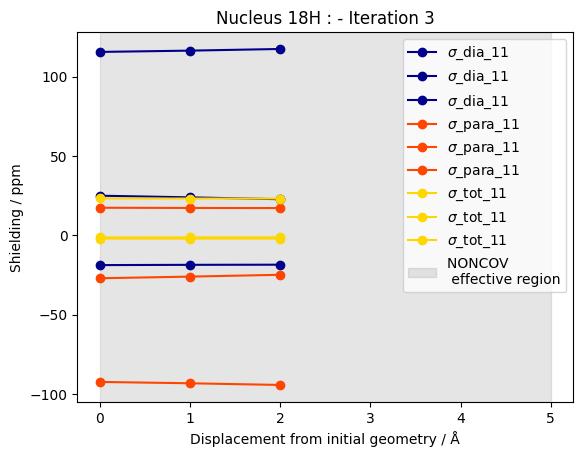 Nucleus 18H : - Iteration 3
Shielding / ppm
100
50
0
−50
−100
σ_dia_11
σ_dia_11
σ_dia_11
σ_para_11
σ_para_11
σ_para_11
σ_tot_11
σ_tot_11
σ_tot_11
NONCOV
effective region
0 1 2 3 4 5
Displacement from initial geometry / Å